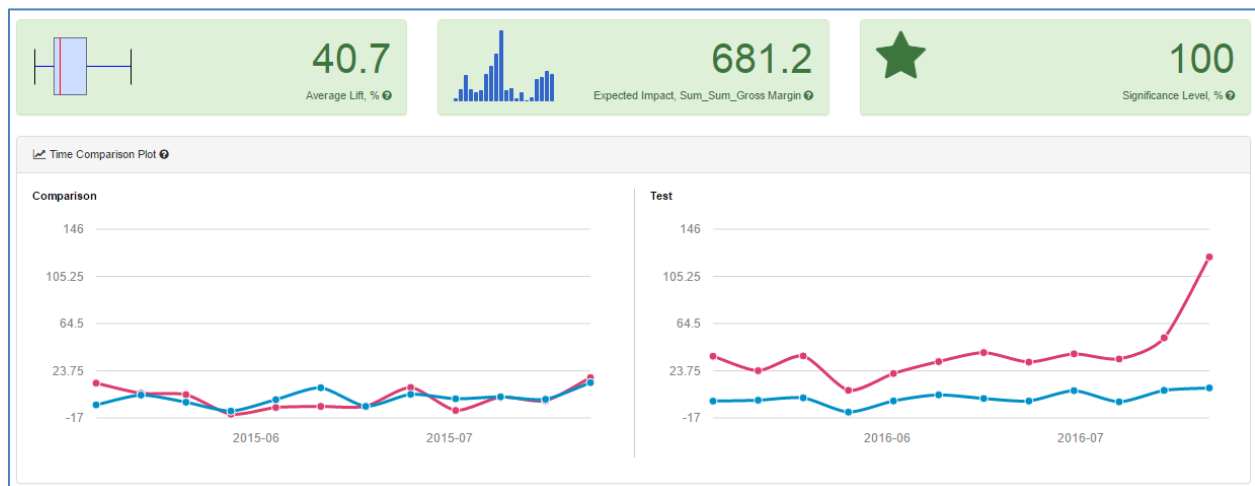 40.7
Average Lift, %
681.2
Expected Impact, Sum_Sum_Gross Margin
100
Significance Level, %
Time Comparison Plot
Comparison
146
105.25
64.5
23.75
-17
2015-06
2015-07
Test
146
105.25
64.5
23.75
-17
2016-06
2016-07